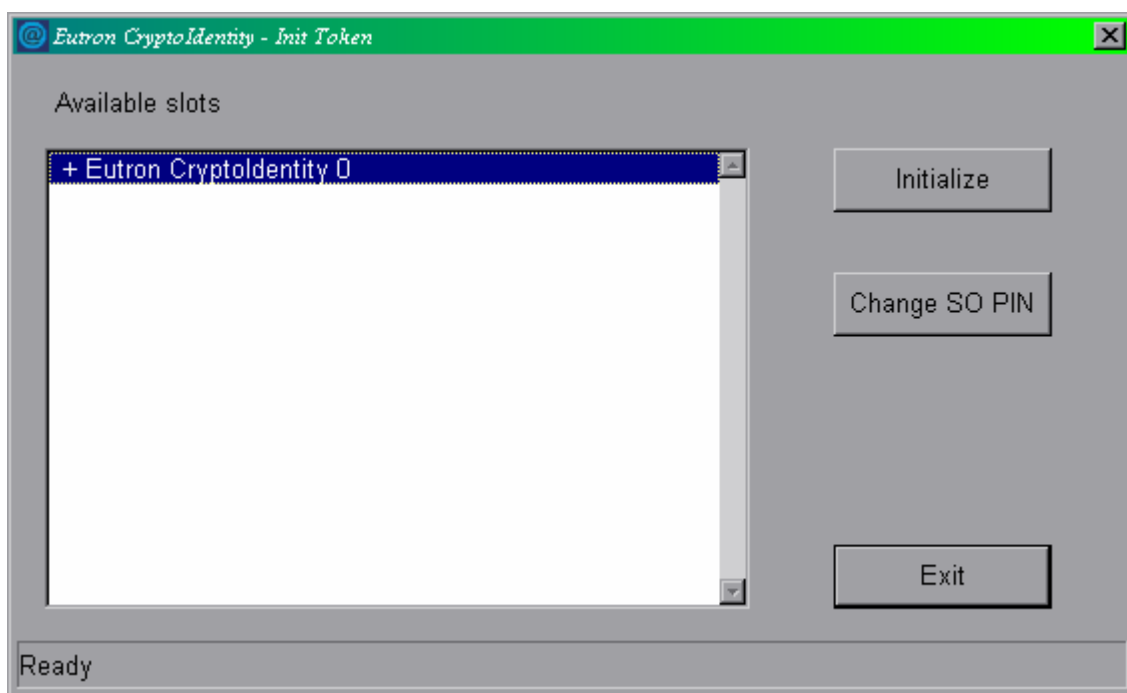 Eutron CryptoIdentity - Init Token
Available slots
+ Eutron CryptoIdentity 0
Initialize
Change SO PIN
Exit
Ready